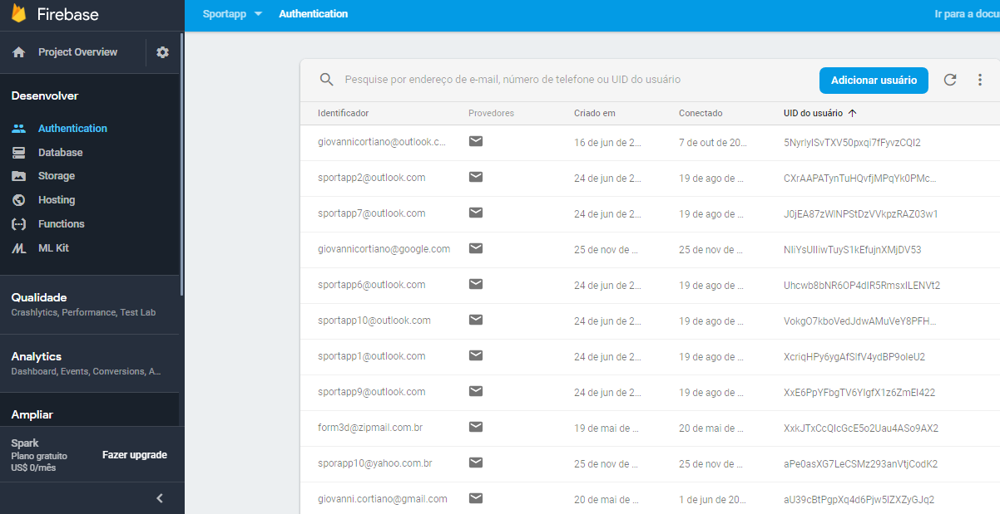 Firebase
Sportapp Authentication Ir para a docu
Project Overview
Desenvolver
Authentication
Database
Storage
Hosting
Functions
ML Kit
Qualidade
Crashlytics, Performance, Test Lab
Analytics
Dashboard, Events, Conversions, A...
Ampliar
Spark
Plano gratuito
US$ 0/mês
Fazer upgrade
Pesquise por endereço de e-mail, número de telefone ou UID do usuário
Adicionar usuário
Identificador Provedores Criado em Conectado UID do usuário
giovannicortiano@outlook.c... 16 de jun de 2... 7 de out de 20... 5NyrlyISvTXV50pxqi7fFyvzCQI2
sportapp2@outlook.com 24 de jun de 2... 19 de ago de ... CXrAAPATynTuHQvfjMPqYk0PMc...
sportapp7@outlook.com 24 de jun de 2... 19 de ago de ... J0jEA87zWINPStDzVVkpzRAZ03w1
giovannicortiano@google.com 25 de nov de ... 25 de nov de ... NIiYsUIIiwTuyS1kEfujnXMjDV53
sportapp6@outlook.com 24 de jun de 2... 19 de ago de ... Uhcwb8bNR6OP4dIR5RmsxILENVt2
sportapp10@outlook.com 24 de jun de 2... 19 de ago de ... VokgO7kboVedJdwAMuVeY8PFH...
sportapp1@outlook.com 24 de jun de 2... 19 de ago de ... XcriqHPy6ygAfSIfV4ydBP9oIeU2
sportapp9@outlook.com 24 de jun de 2... 19 de ago de ... XxE6PpYFbgTV6YIgfX1z6ZmEI422
form3d@zipmail.com.br 19 de mai de ... 20 de mai de ... XxkJTxCcQIcGcE5o2Uau4ASo9AX2
sporapp10@yahoo.com.br 25 de nov de ... 25 de nov de ... aPe0asXG7LeCSMz293anVtjCodK2
giovanni.cortiano@gmail.com 20 de mai de ... 1 de jun de 20... aU39cBtPgpXq4d6Pjw5IZXZyGJq2